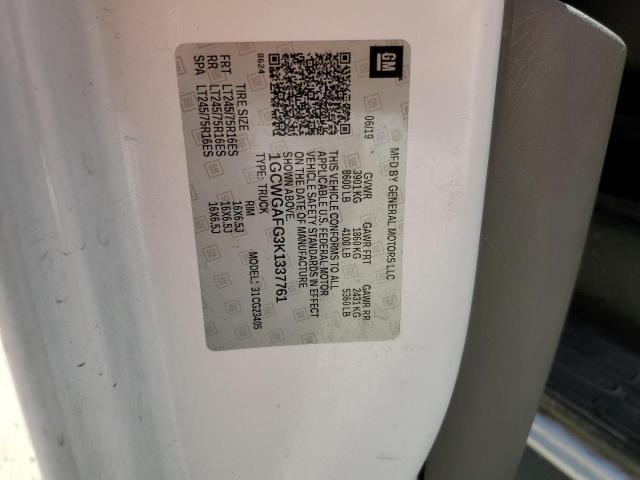 GM
MFD BY GENERAL MOTORS LLC
06/19 GVWR GAWR FRT GAWR RR
3901 KG 1860 KG 2431 KG
8600 LB 4100 LB 5360 LB
THIS VEHICLE CONFORMS TO ALL
APPLICABLE U.S. FEDERAL MOTOR
VEHICLE SAFETY STANDARDS IN EFFECT
ON THE DATE OF MANUFACTURE
SHOWN ABOVE.
1GCWGAFG3K1337761
8624 TYPE: TRUCK MODEL: 31CG23405
TIRE SIZE RIM
FRT LT245/75R16ES 16X6.5J
RR LT245/75R16ES 16X6.5J
SPA LT245/75R16ES 16X6.5J